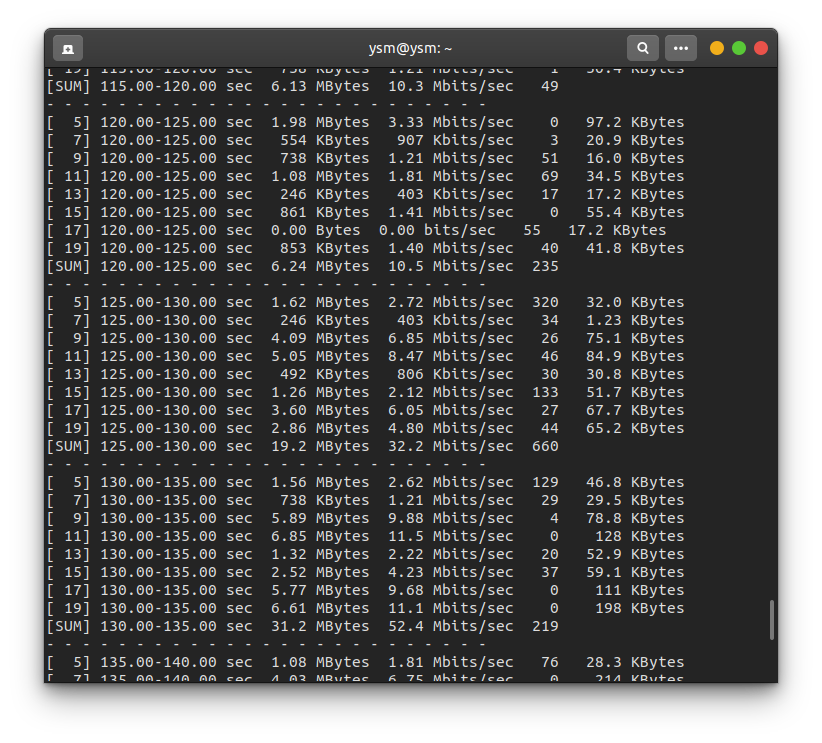 ysm@ysm: ~
[ 19] 115.00-120.00 sec 738 KBytes 1.21 Mbits/sec 1 50.4 KBytes
[SUM] 115.00-120.00 sec 6.13 MBytes 10.3 Mbits/sec 49
- - - - - - - - - - - - - - - - - - - - - - - - -
[  5] 120.00-125.00 sec 1.98 MBytes 3.33 Mbits/sec 0 97.2 KBytes
[  7] 120.00-125.00 sec 554 KBytes 907 Kbits/sec 3 20.9 KBytes
[  9] 120.00-125.00 sec 738 KBytes 1.21 Mbits/sec 51 16.0 KBytes
[ 11] 120.00-125.00 sec 1.08 MBytes 1.81 Mbits/sec 69 34.5 KBytes
[ 13] 120.00-125.00 sec 246 KBytes 403 Kbits/sec 17 17.2 KBytes
[ 15] 120.00-125.00 sec 861 KBytes 1.41 Mbits/sec 0 55.4 KBytes
[ 17] 120.00-125.00 sec 0.00 Bytes 0.00 bits/sec 55 17.2 KBytes
[ 19] 120.00-125.00 sec 853 KBytes 1.40 Mbits/sec 40 41.8 KBytes
[SUM] 120.00-125.00 sec 6.24 MBytes 10.5 Mbits/sec 235
- - - - - - - - - - - - - - - - - - - - - - - - -
[  5] 125.00-130.00 sec 1.62 MBytes 2.72 Mbits/sec 320 32.0 KBytes
[  7] 125.00-130.00 sec 246 KBytes 403 Kbits/sec 34 1.23 KBytes
[  9] 125.00-130.00 sec 4.09 MBytes 6.85 Mbits/sec 26 75.1 KBytes
[ 11] 125.00-130.00 sec 5.05 MBytes 8.47 Mbits/sec 46 84.9 KBytes
[ 13] 125.00-130.00 sec 492 KBytes 806 Kbits/sec 30 30.8 KBytes
[ 15] 125.00-130.00 sec 1.26 MBytes 2.12 Mbits/sec 133 51.7 KBytes
[ 17] 125.00-130.00 sec 3.60 MBytes 6.05 Mbits/sec 27 67.7 KBytes
[ 19] 125.00-130.00 sec 2.86 MBytes 4.80 Mbits/sec 44 65.2 KBytes
[SUM] 125.00-130.00 sec 19.2 MBytes 32.2 Mbits/sec 660
- - - - - - - - - - - - - - - - - - - - - - - - -
[  5] 130.00-135.00 sec 1.56 MBytes 2.62 Mbits/sec 129 46.8 KBytes
[  7] 130.00-135.00 sec 738 KBytes 1.21 Mbits/sec 29 29.5 KBytes
[  9] 130.00-135.00 sec 5.89 MBytes 9.88 Mbits/sec 4 78.8 KBytes
[ 11] 130.00-135.00 sec 6.85 MBytes 11.5 Mbits/sec 0 128 KBytes
[ 13] 130.00-135.00 sec 1.32 MBytes 2.22 Mbits/sec 20 52.9 KBytes
[ 15] 130.00-135.00 sec 2.52 MBytes 4.23 Mbits/sec 37 59.1 KBytes
[ 17] 130.00-135.00 sec 5.77 MBytes 9.68 Mbits/sec 0 111 KBytes
[ 19] 130.00-135.00 sec 6.61 MBytes 11.1 Mbits/sec 0 198 KBytes
[SUM] 130.00-135.00 sec 31.2 MBytes 52.4 Mbits/sec 219
- - - - - - - - - - - - - - - - - - - - - - - - -
[  5] 135.00-140.00 sec 1.08 MBytes 1.81 Mbits/sec 76 28.3 KBytes
[  7] 135.00-140.00 sec 4.03 MBytes 6.75 Mbits/sec 0 214 KBytes